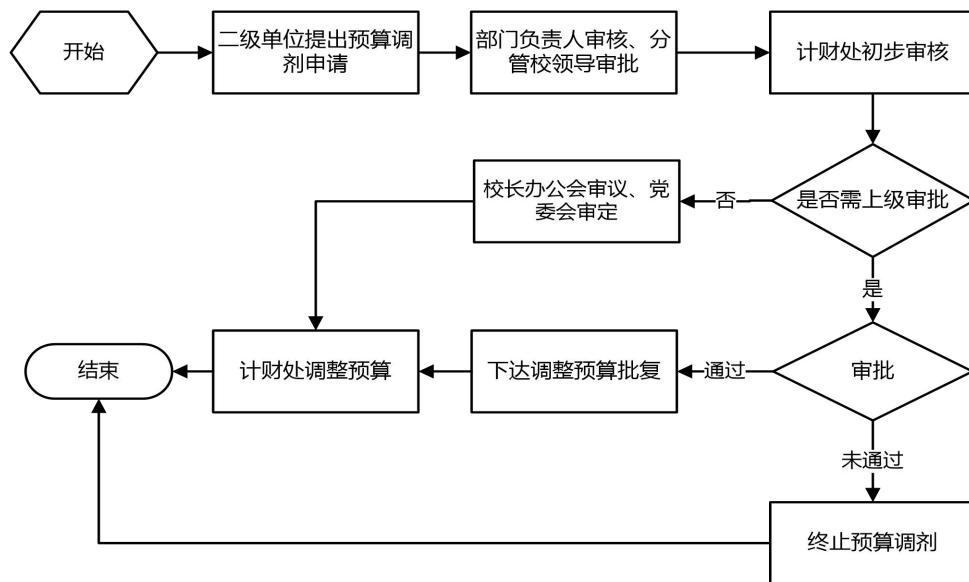 开始
二级单位提出预算调
剂申请
部门负责人审核、分
管校领导审批
计财处初步审核
校长办公会审议、党
委会审定
否
是否需上级审批
是
结束
计财处调整预算
下达调整预算批复
通过
审批
未通过
终止预算调剂